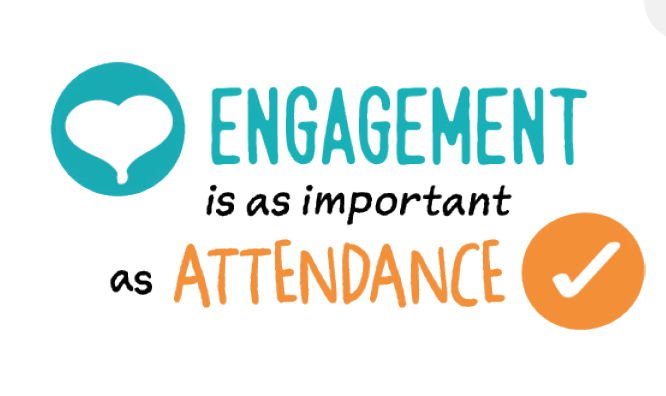 ENGAGEMENT
is as important
as ATTENDANCE